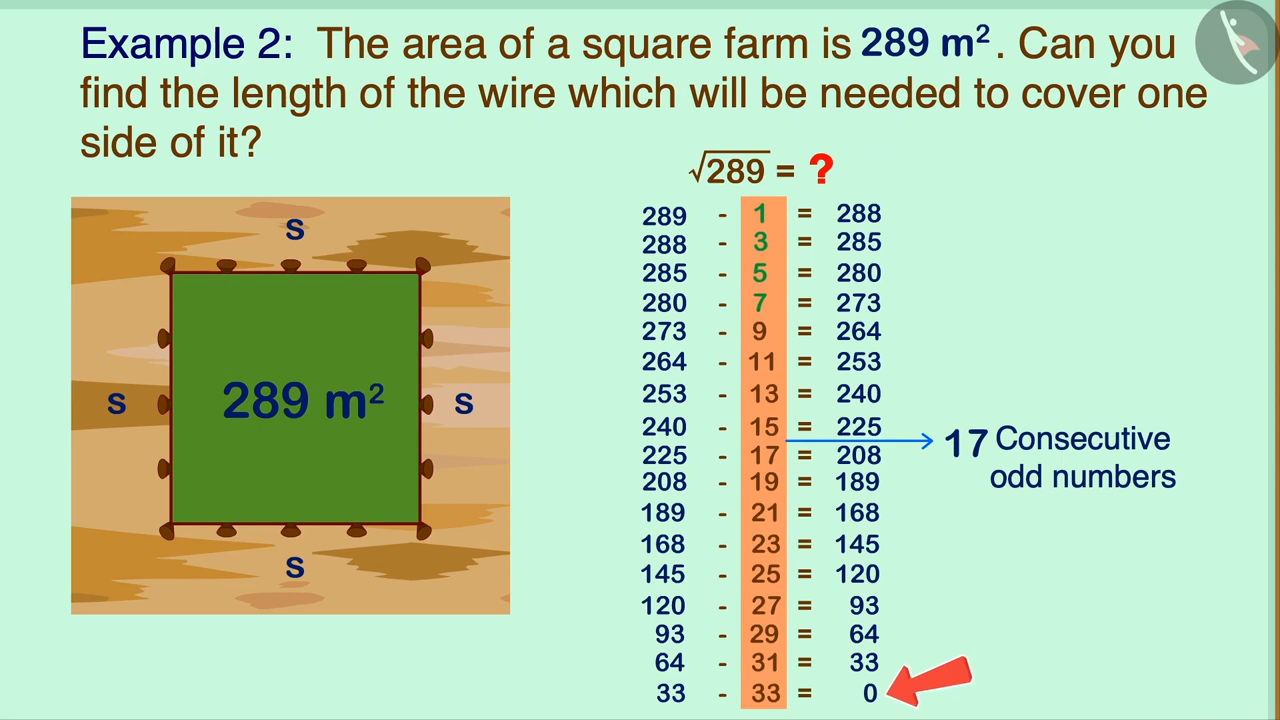 Example 2: The area of a square farm is 289 m². Can you
find the length of the wire which will be needed to cover one
side of it?
√289 = ?
S
S
289 m²
S
S
289 - 1 = 288
288 - 3 = 285
285 - 5 = 280
280 - 7 = 273
273 - 9 = 264
264 - 11 = 253
253 - 13 = 240
240 - 15 = 225
225 - 17 = 208
208 - 19 = 189
189 - 21 = 168
168 - 23 = 145
145 - 25 = 120
120 - 27 = 93
93 - 29 = 64
64 - 31 = 33
33 - 33 = 0
17 Consecutive
odd numbers